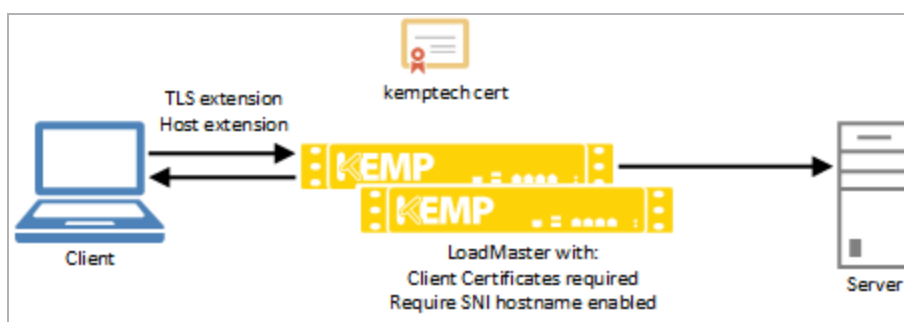 kemptech cert
TLS extension
Host extension
KEMP
KEMP
LoadMaster with:
Client Certificates required
Require SNI hostname enabled
Client
Server